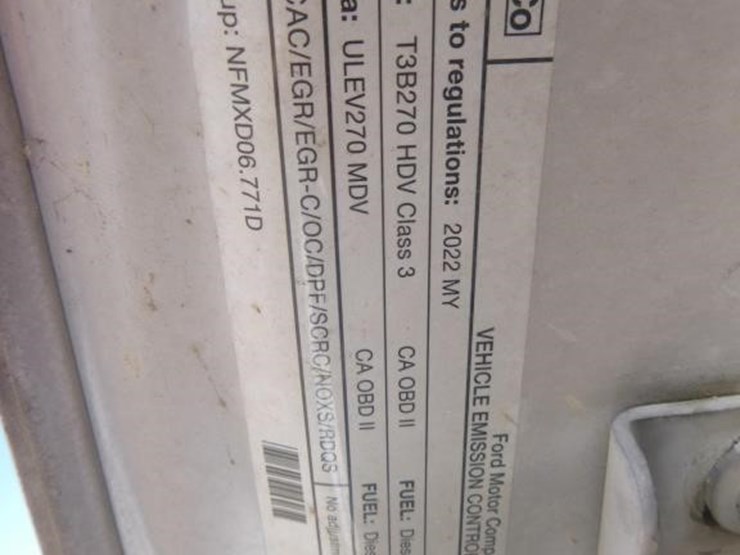 Co
Ford Motor Comp
VEHICLE EMISSION CONTRO
s to regulations: 2022 MY
: T3B270 HDV Class 3 CA OBD II FUEL: Dies
a: ULEV270 MDV CA OBD II FUEL: Dies
CAC/EGR/EGR-C/OC/DPF/SCRC/NOXS/RDQS No adjustm
up: NFMXD06.771D